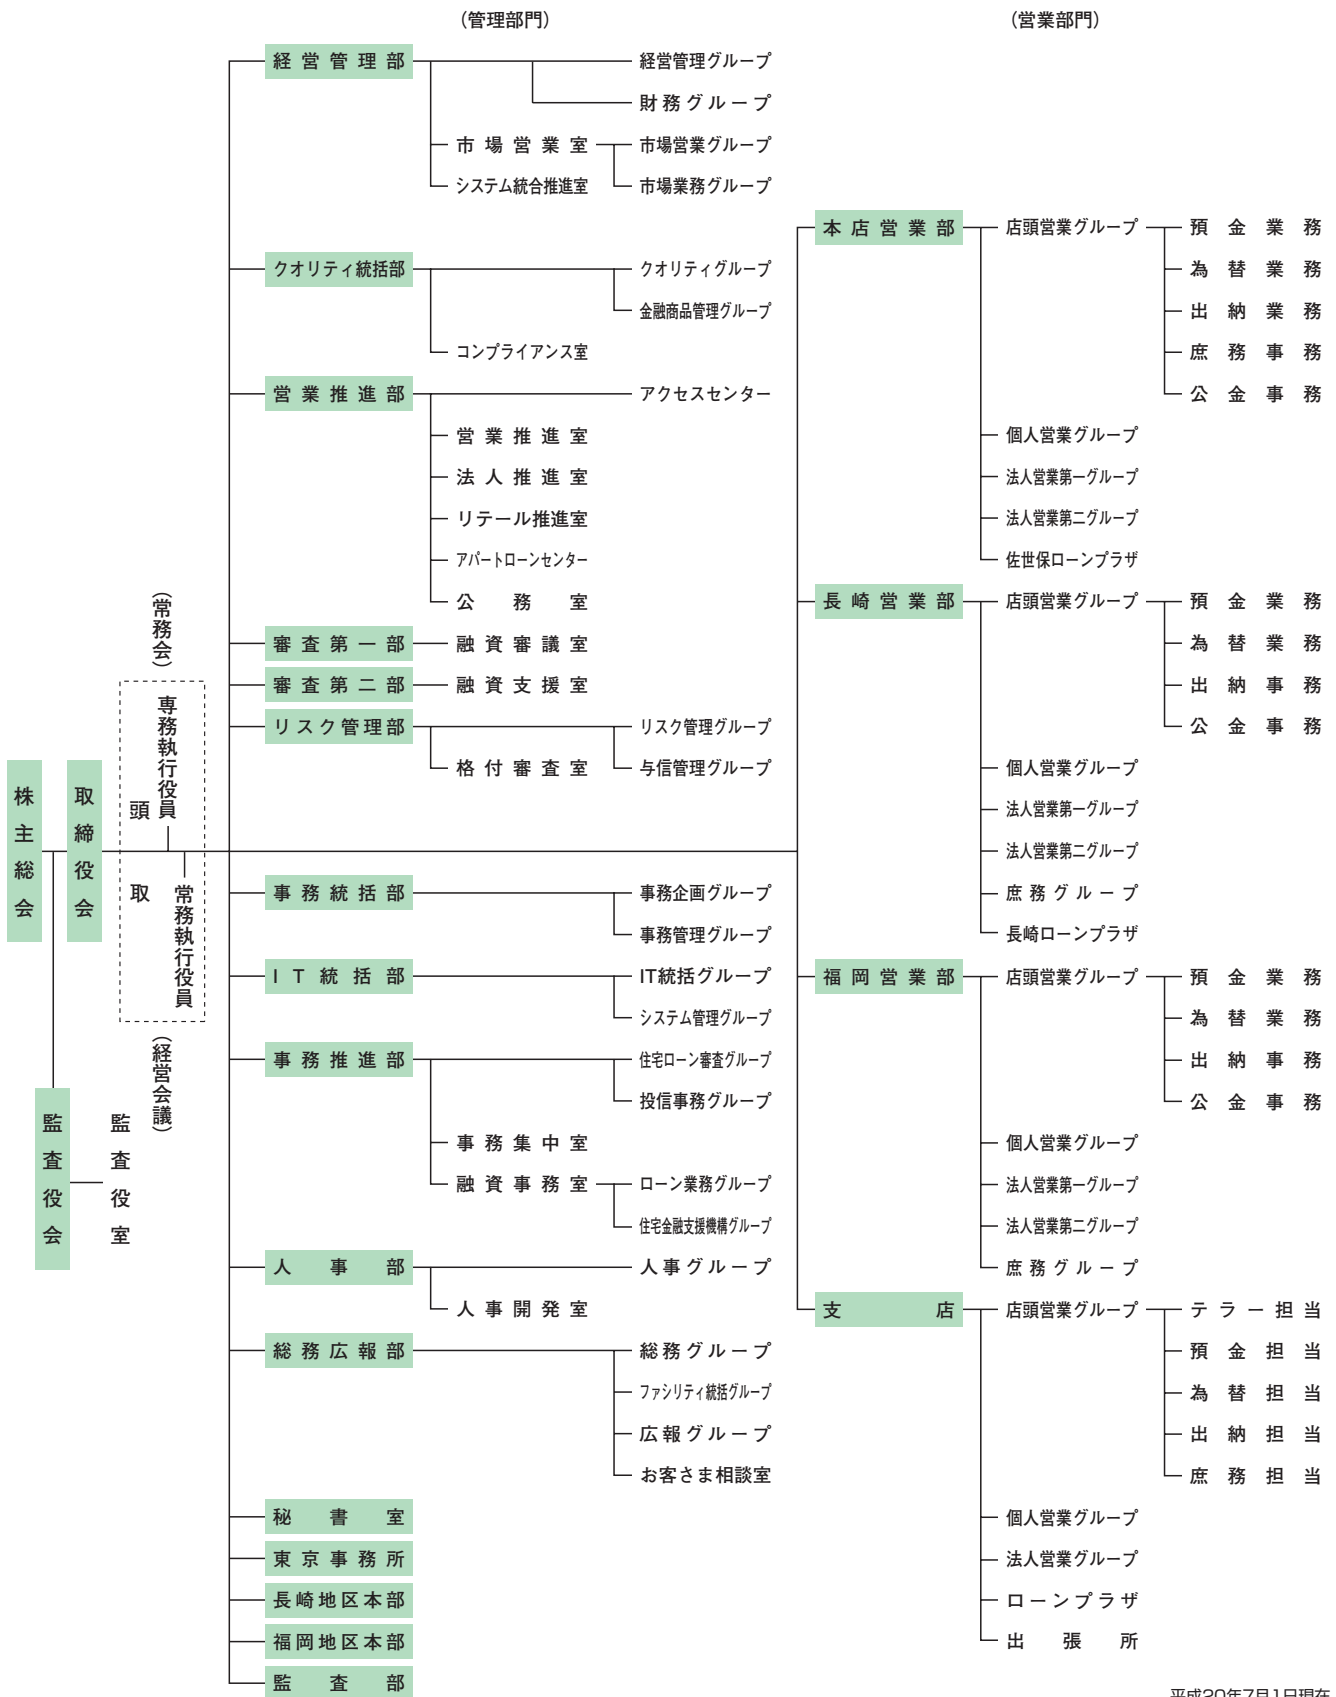 (管理部門)
(営業部門)
株主総会
取締役会
監査役会
監査役室
(常務会)
専務執行役員
頭取
常務執行役員
(経営会議)
経営管理部
経営管理グループ
財務グループ
市場営業室
市場営業グループ
システム統合推進室
市場業務グループ
クオリティ統括部
クオリティグループ
金融商品管理グループ
コンプライアンス室
営業推進部
アクセスセンター
営業推進室
法人推進室
リテール推進室
アパートローンセンター
公務室
審査第一部
融資審議室
審査第二部
融資支援室
リスク管理部
リスク管理グループ
格付審査室
与信管理グループ
事務統括部
事務企画グループ
事務管理グループ
IT統括部
IT統括グループ
システム管理グループ
事務推進部
住宅ローン審査グループ
投信事務グループ
事務集中室
融資事務室
ローン業務グループ
住宅金融支援機構グループ
人事部
人事グループ
人事開発室
総務広報部
総務グループ
ファシリティ統括グループ
広報グループ
お客さま相談室
秘書室
東京事務所
長崎地区本部
福岡地区本部
監査部
本店営業部
店頭営業グループ
預金業務
為替業務
出納業務
庶務事務
公金事務
個人営業グループ
法人営業第一グループ
法人営業第二グループ
佐世保ローンプラザ
長崎営業部
店頭営業グループ
預金業務
為替業務
出納事務
公金事務
個人営業グループ
法人営業第一グループ
法人営業第二グループ
庶務グループ
長崎ローンプラザ
福岡営業部
店頭営業グループ
預金業務
為替業務
出納事務
公金事務
個人営業グループ
法人営業第一グループ
法人営業第二グループ
庶務グループ
支店
店頭営業グループ
テラー担当
預金担当
為替担当
出納担当
庶務担当
個人営業グループ
法人営業グループ
ローンプラザ
出張所
平成20年7月1日現在